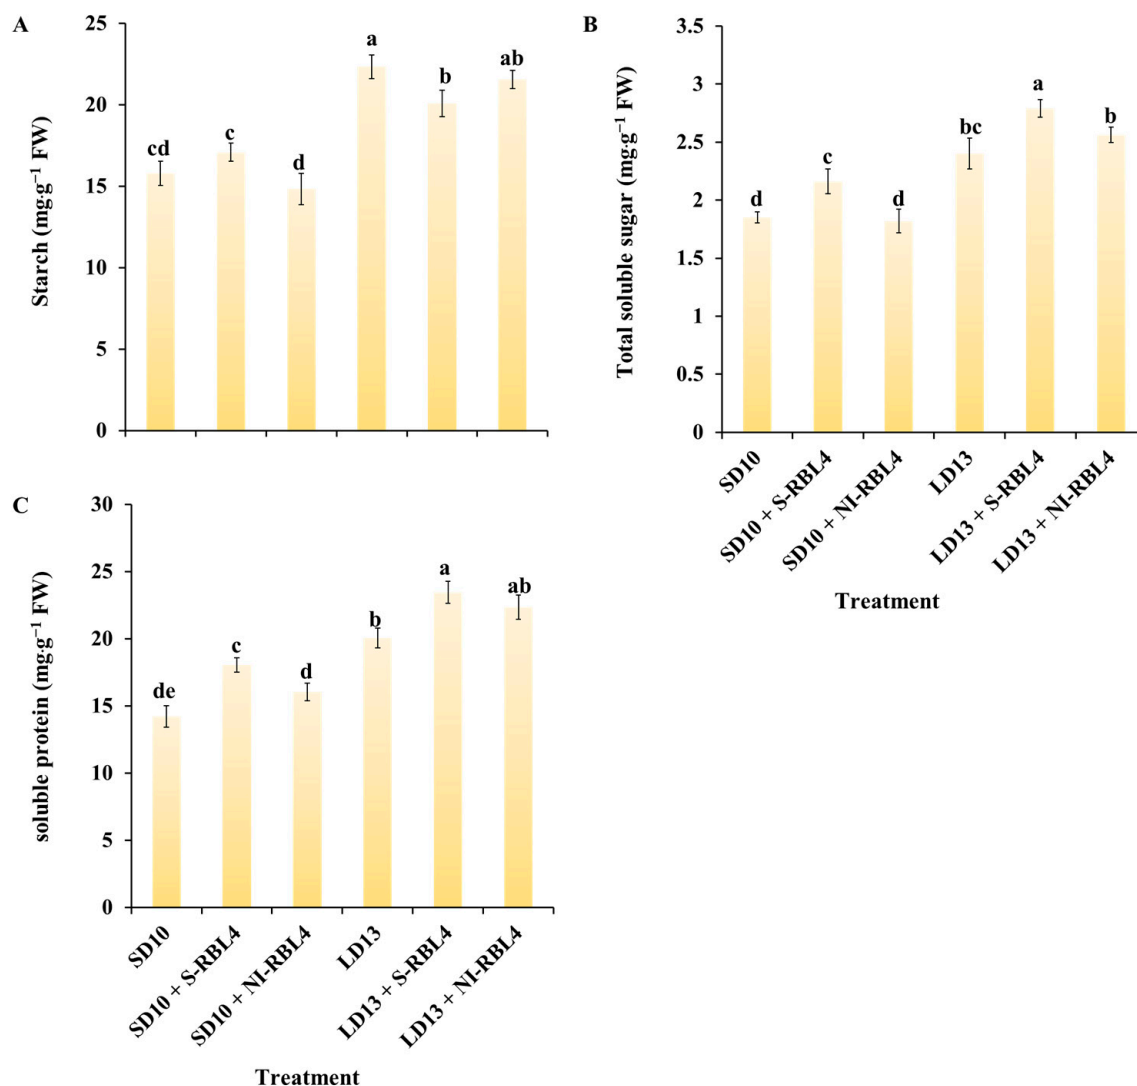 A
Starch (mg·g⁻¹ FW)
25
20
15
10
5
0
cd
c
d
a
b
ab
B
Total soluble sugar (mg·g⁻¹ FW)
3.5
3
2.5
2
1.5
1
0.5
0
d
c
d
bc
a
b
SD10
SD10 + S-RBL4
SD10 + NI-RBL4
LD13
LD13 + S-RBL4
LD13 + NI-RBL4
Treatment
C
soluble protein (mg·g⁻¹ FW)
30
25
20
15
10
5
0
de
c
d
b
a
ab
SD10
SD10 + S-RBL4
SD10 + NI-RBL4
LD13
LD13 + S-RBL4
LD13 + NI-RBL4
Treatment